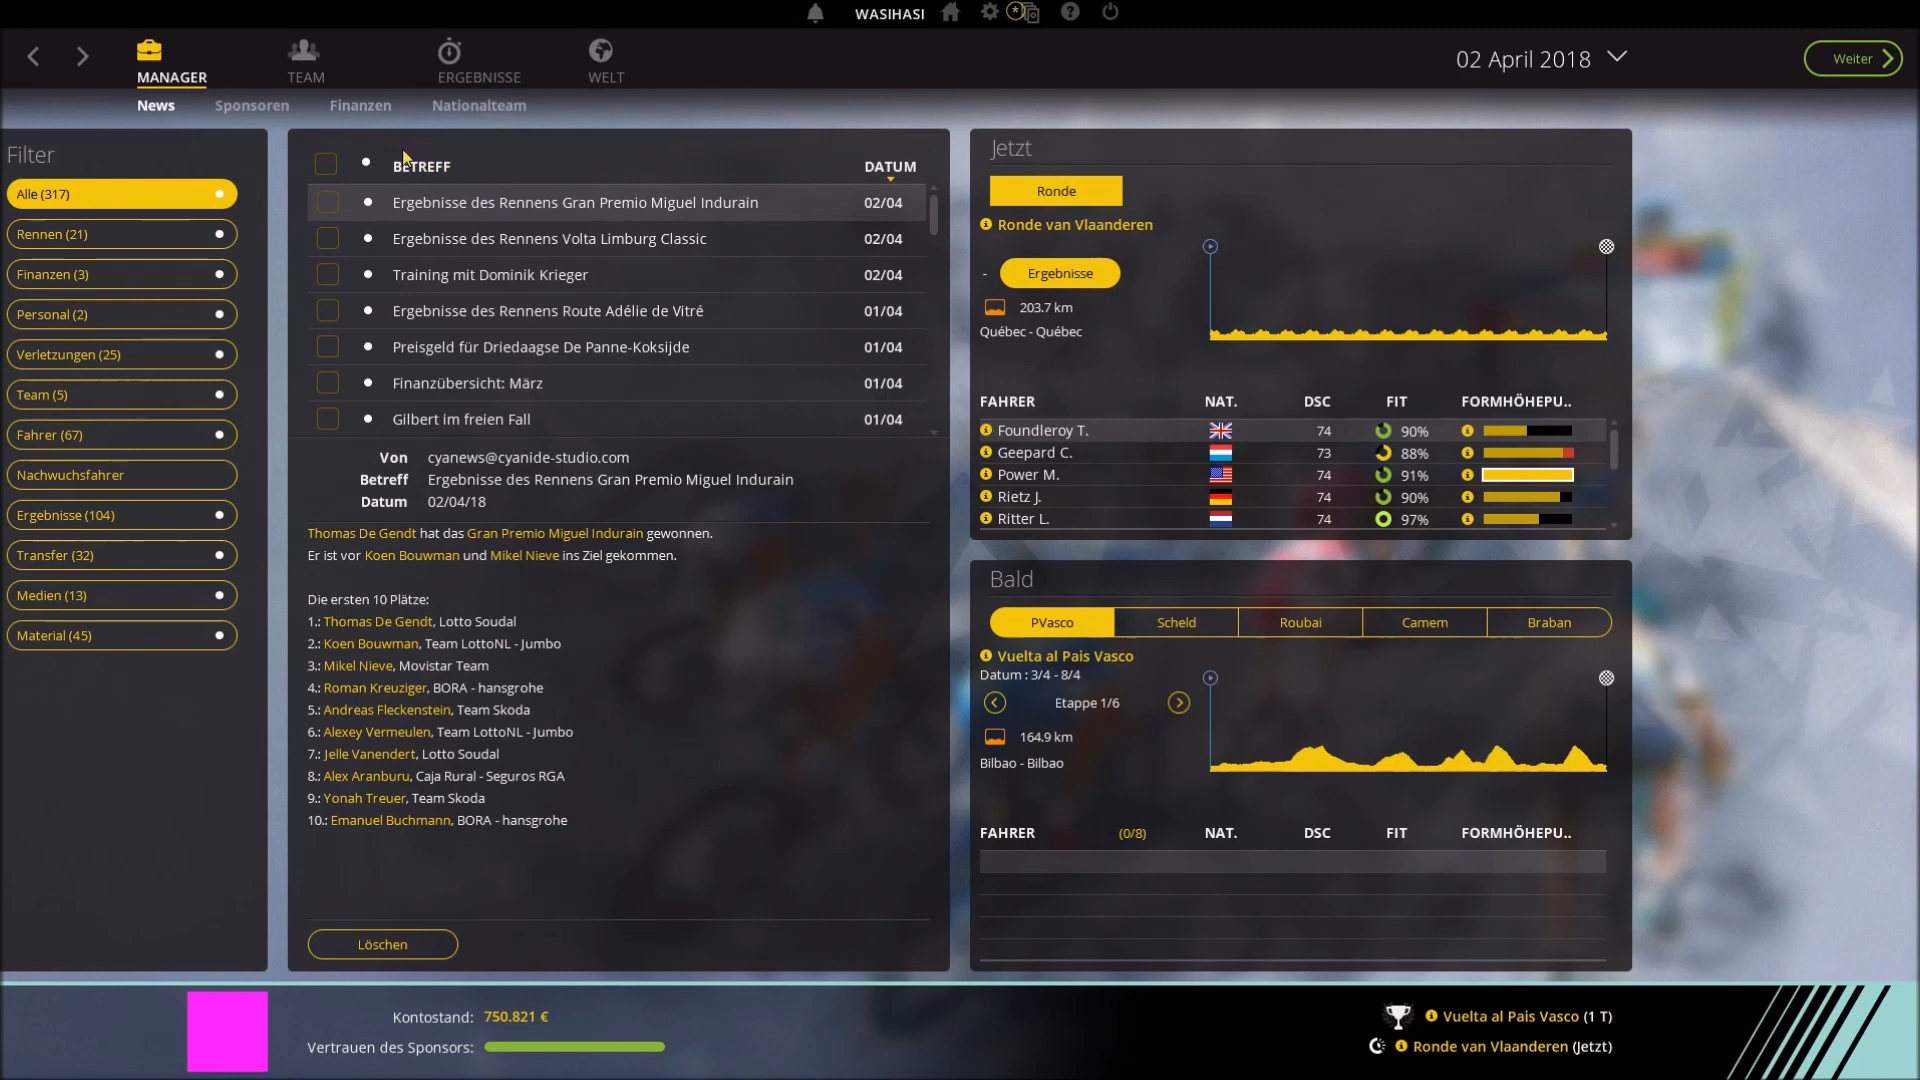 WASIHASI
MANAGER
TEAM
ERGEBNISSE
WELT
02 April 2018
Weiter
News
Sponsoren
Finanzen
Nationalteam
Filter
Alle (317)
Rennen (21)
Finanzen (3)
Personal (2)
Verletzungen (25)
Team (5)
Fahrer (67)
Nachwuchsfahrer
Ergebnisse (104)
Transfer (32)
Medien (13)
Material (45)
BETREFF DATUM
Ergebnisse des Rennens Gran Premio Miguel Indurain 02/04
Ergebnisse des Rennens Volta Limburg Classic 02/04
Training mit Dominik Krieger 02/04
Ergebnisse des Rennens Route Adélie de Vitré 01/04
Preisgeld für Driedaagse De Panne-Koksijde 01/04
Finanzübersicht: März 01/04
Gilbert im freien Fall 01/04
Von cyanews@cyanide-studio.com
Betreff Ergebnisse des Rennens Gran Premio Miguel Indurain
Datum 02/04/18
Thomas De Gendt hat das Gran Premio Miguel Indurain gewonnen.
Er ist vor Koen Bouwman und Mikel Nieve ins Ziel gekommen.
Die ersten 10 Plätze:
1.: Thomas De Gendt, Lotto Soudal
2.: Koen Bouwman, Team LottoNL - Jumbo
3.: Mikel Nieve, Movistar Team
4.: Roman Kreuziger, BORA - hansgrohe
5.: Andreas Fleckenstein, Team Skoda
6.: Alexey Vermeulen, Team LottoNL - Jumbo
7.: Jelle Vanendert, Lotto Soudal
8.: Alex Aranburu, Caja Rural - Seguros RGA
9.: Yonah Treuer, Team Skoda
10.: Emanuel Buchmann, BORA - hansgrohe
Löschen
Jetzt
Ronde
Ronde van Vlaanderen
- Ergebnisse
203.7 km
Québec - Québec
FAHRER NAT. DSC FIT FORMHÖHEPU..
Foundleroy T. 74 90%
Geepard C. 73 88%
Power M. 74 91%
Rietz J. 74 90%
Ritter L. 74 97%
Bald
PVasco Scheld Roubai Camem Braban
Vuelta al Pais Vasco
Datum : 3/4 - 8/4
Etappe 1/6
164.9 km
Bilbao - Bilbao
FAHRER (0/8) NAT. DSC FIT FORMHÖHEPU..
Kontostand: 750.821 €
Vertrauen des Sponsors:
Vuelta al Pais Vasco (1 T)
Ronde van Vlaanderen (Jetzt)